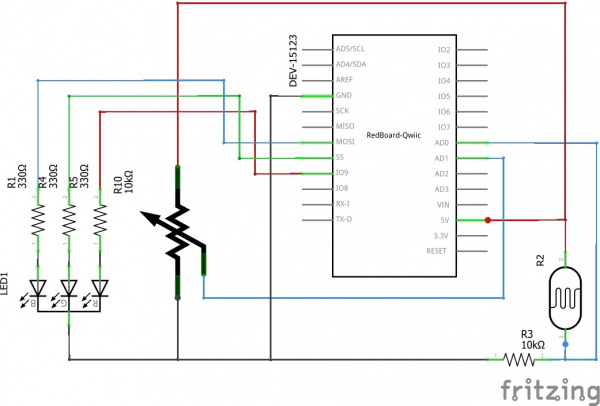 DEV-15123
AD5/SCL
AD4/SDA
AREF
GND
SCK
MISO
MOSI
SS
IO9
IO8
RX-I
TX-O
RedBoard-Qwiic
IO2
IO3
IO4
IO5
IO6
IO7
AD0
AD1
AD2
AD3
VIN
5V
3.3V
RESET
R1
330Ω
R4
330Ω
R5
330Ω
R10
10kΩ
LED1
B
G
R
R2
R3
10kΩ
1
2
fritzing